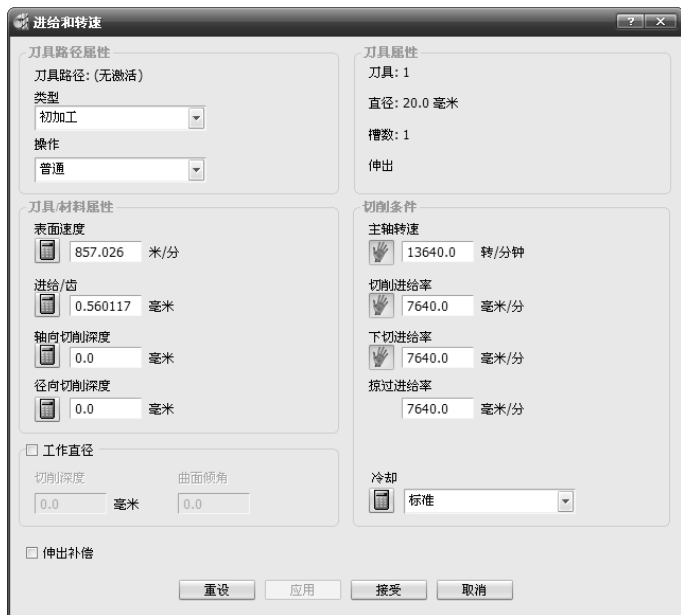 进给和转速
刀具路径属性
刀具路径: (无激活)
类型
初加工
操作
普通
刀具属性
刀具: 1
直径: 20.0 毫米
槽数: 1
伸出
刀具/材料属性
表面速度
857.026 米/分
进给/齿
0.560117 毫米
轴向切削深度
0.0 毫米
径向切削深度
0.0 毫米
切削条件
主轴转速
13640.0 转/分钟
切削进给率
7640.0 毫米/分
下切进给率
7640.0 毫米/分
掠过进给率
7640.0 毫米/分
工作直径
切削深度 曲面倾角
0.0 毫米 0.0
冷却
标准
伸出补偿
重设 应用 接受 取消